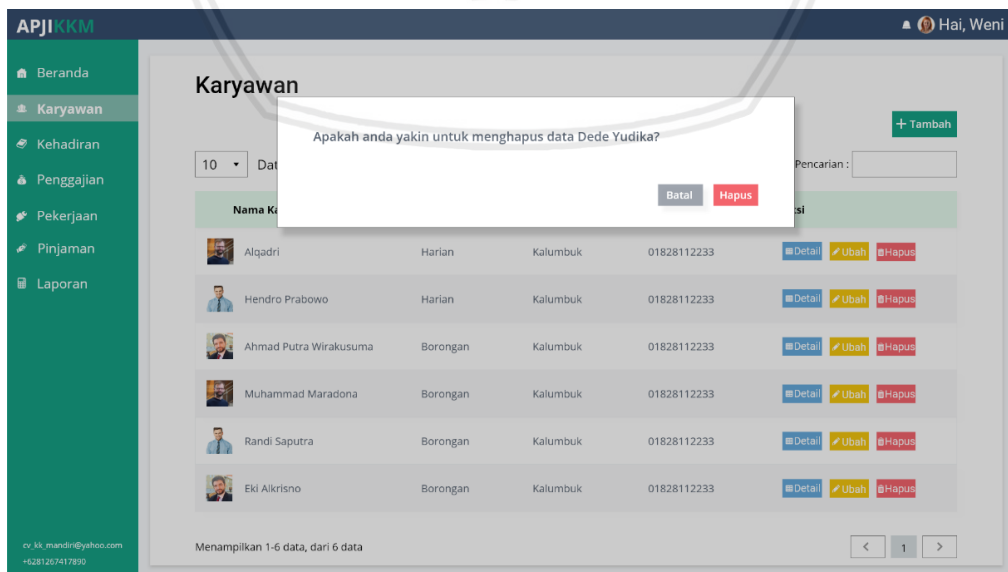 APJIKKM
Hai, Weni
Beranda
Karyawan
Kehadiran
Penggajian
Pekerjaan
Pinjaman
Laporan
cv_kk_mandiri@yahoo.com
+6281267417890
Karyawan
+ Tambah
Apakah anda yakin untuk menghapus data Dede Yudika?
Batal Hapus
10 Dat Pencarian :
Nama Ka si
Alqadri Harian Kalumbuk 01828112233 Detail Ubah Hapus
Hendro Prabowo Harian Kalumbuk 01828112233 Detail Ubah Hapus
Ahmad Putra Wirakusuma Borongan Kalumbuk 01828112233 Detail Ubah Hapus
Muhammad Maradona Borongan Kalumbuk 01828112233 Detail Ubah Hapus
Randi Saputra Borongan Kalumbuk 01828112233 Detail Ubah Hapus
Eki Alkrisno Borongan Kalumbuk 01828112233 Detail Ubah Hapus
Menampilkan 1-6 data, dari 6 data < 1 >